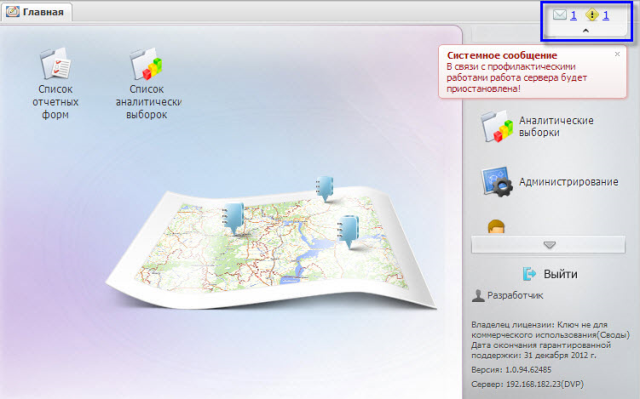 Главная
1 1
Системное сообщение
В связи с профилактическими
работами работа сервера будет
приостановлена!
Список
отчетных
форм
Список
аналитически
выборок
Аналитические
выборки
Администрирование
Выйти
Разработчик
Владелец лицензии: Ключ не для
коммерческого использования(Своды)
Дата окончания гарантированной
поддержки: 31 декабря 2012 г.
Версия: 1.0.94.62485
Сервер: 192.168.182.23(DVP)